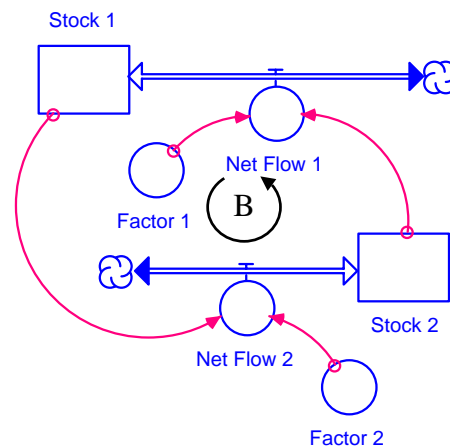 Stock 1
Net Flow 1
Factor 1
B
Stock 2
Net Flow 2
Factor 2